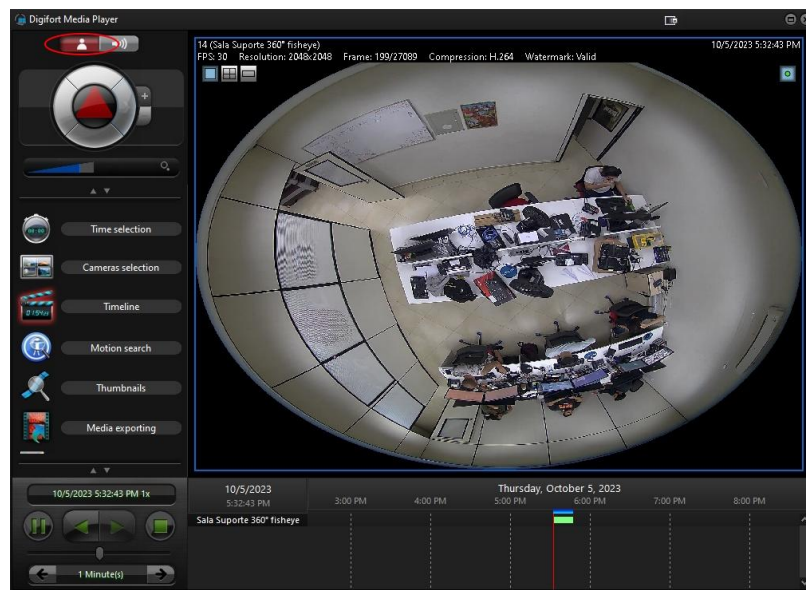 Digifort Media Player
14 (Sala Suporte 360° fisheye)
10/5/2023 5:32:43 PM
FPS: 30 Resolution: 2048x2048 Frame: 199/27089 Compression: H.264 Watermark: Valid
Time selection
Cameras selection
Timeline
Motion search
Thumbnails
Media exporting
10/5/2023 5:32:43 PM 1x
1 Minute(s)
10/5/2023
5:32:43 PM
Thursday, October 5, 2023
3:00 PM 4:00 PM 5:00 PM 6:00 PM 7:00 PM 8:00 PM
Sala Suporte 360° fisheye